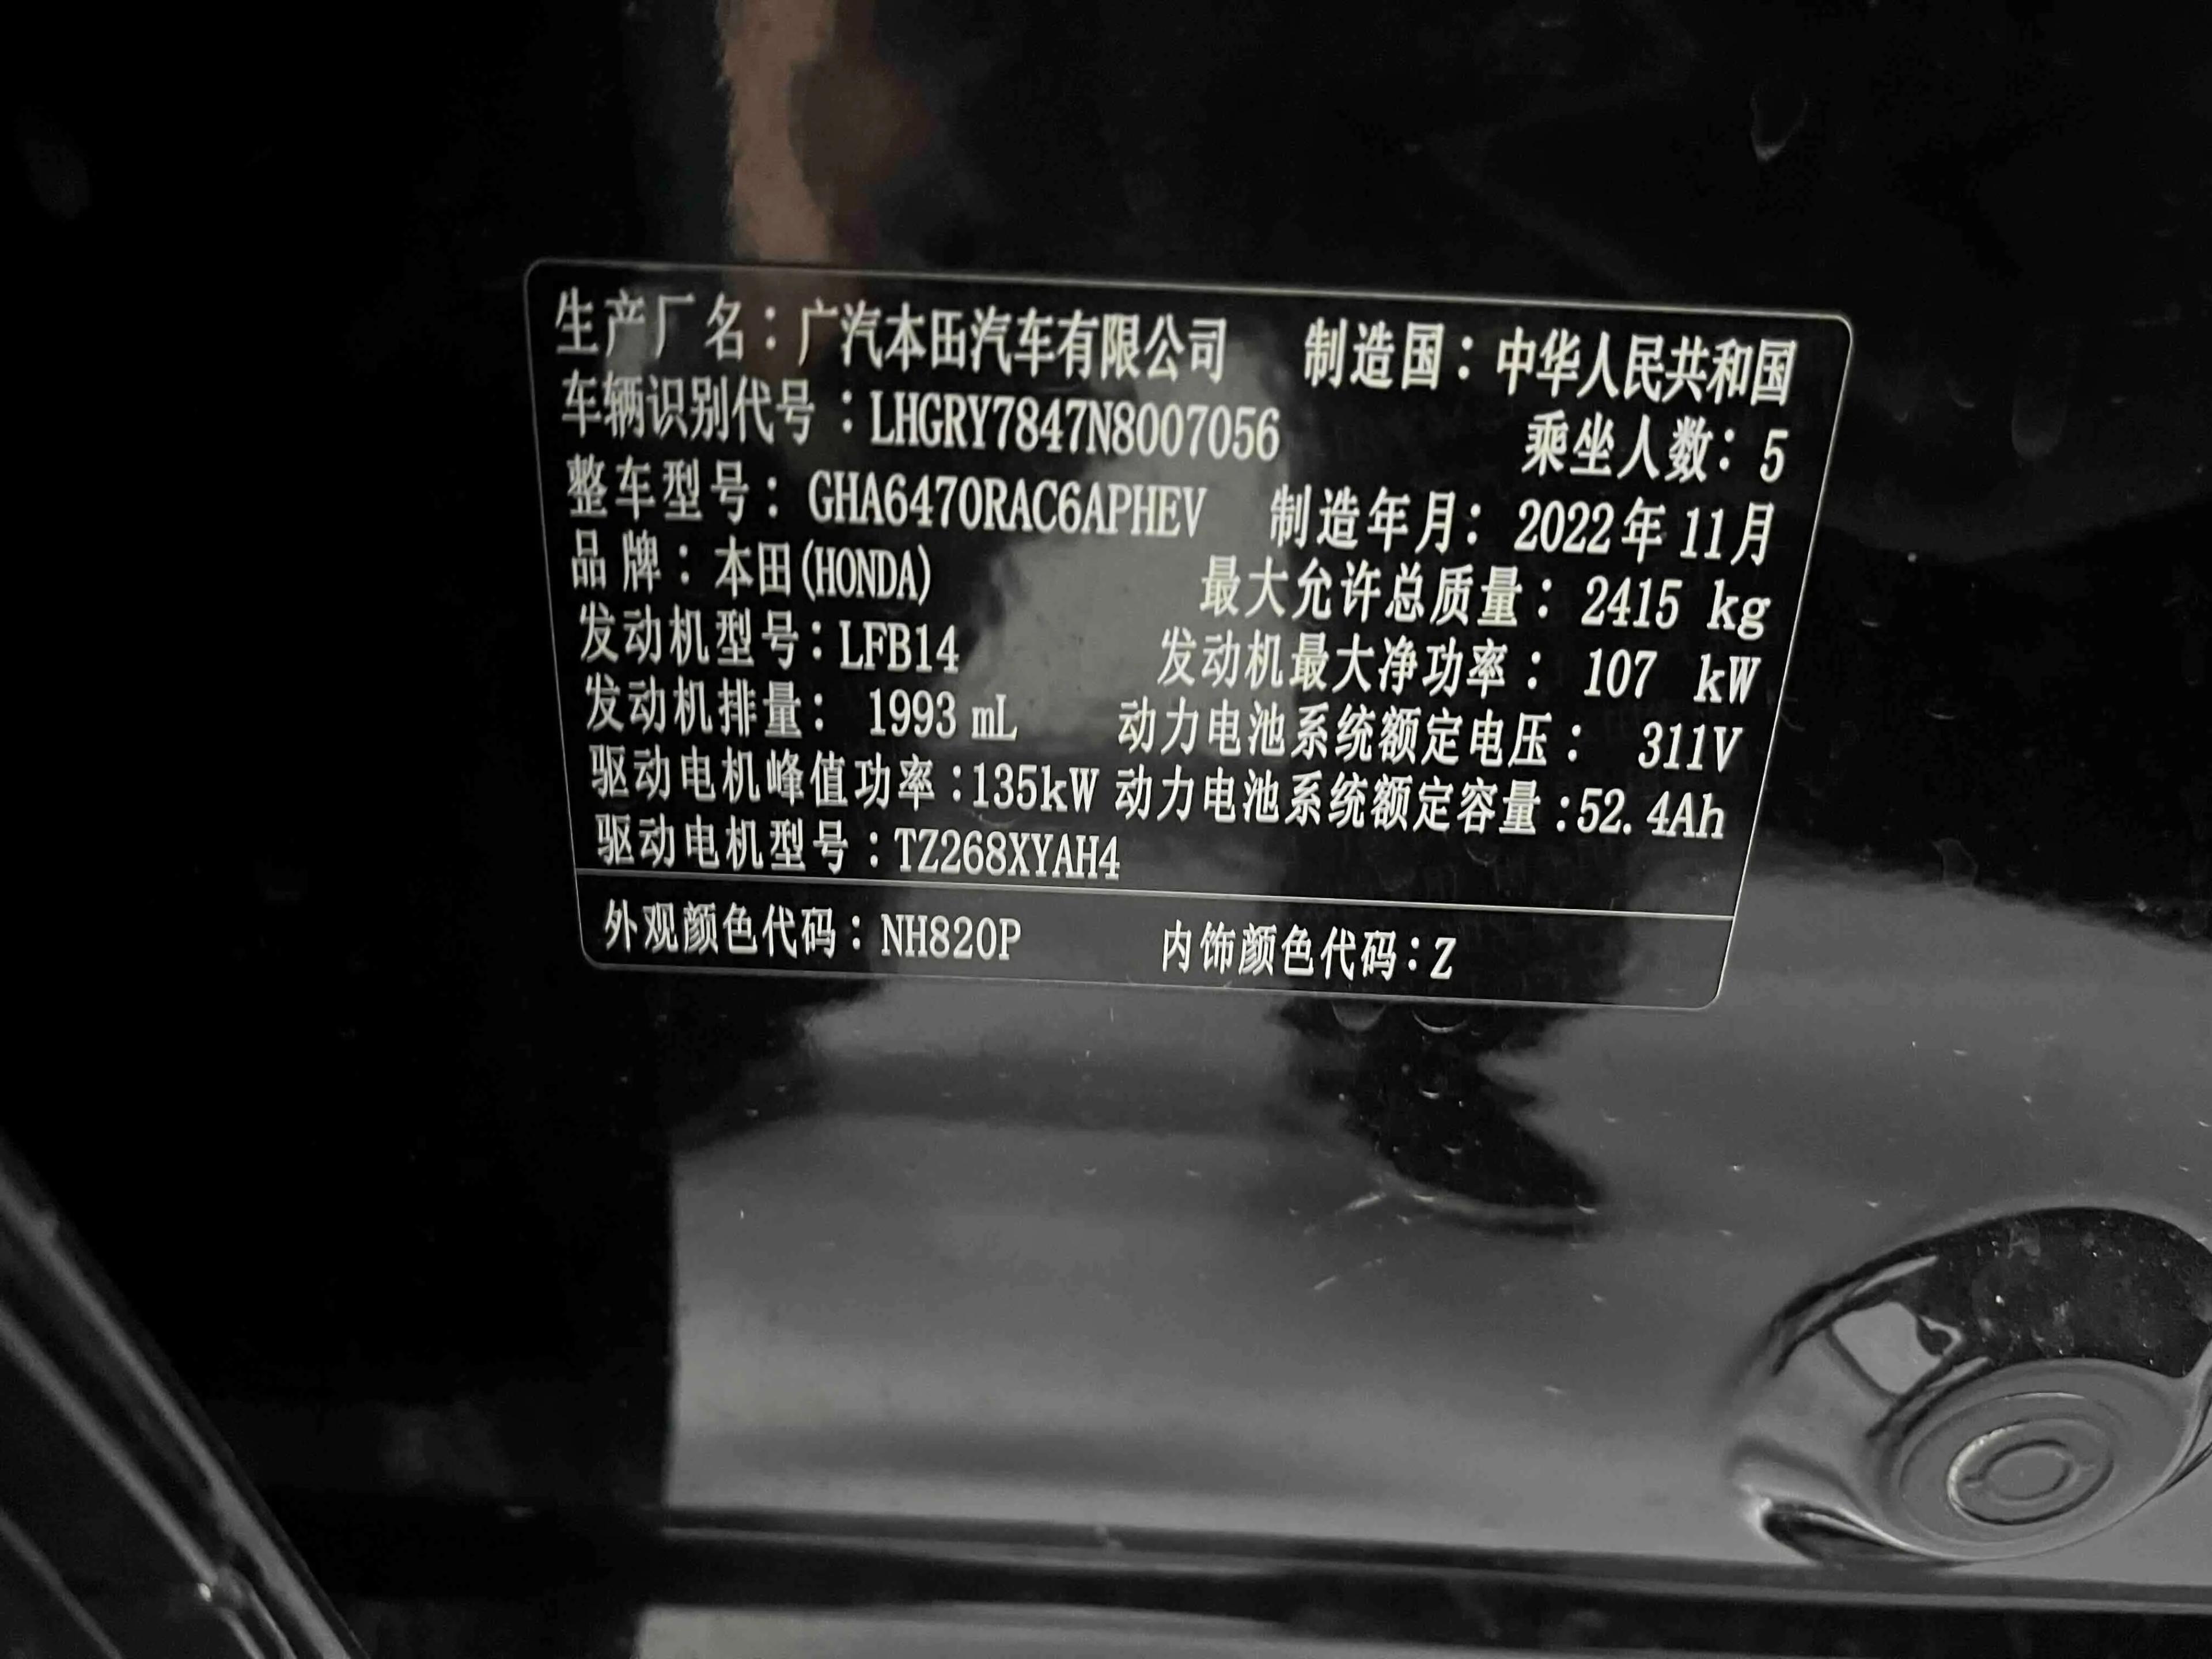 生产厂名：广汽本田汽车有限公司 制造国：中华人民共和国
车辆识别代号：LHGRY7847N8007056 乘坐人数：5
整车型号：GHA6470RAC6APHEV 制造年月：2022年11月
品牌：本田(HONDA) 最大允许总质量：2415 kg
发动机型号：LFB14 发动机最大净功率：107 kW
发动机排量：1993 mL 动力电池系统额定电压：311V
驱动电机峰值功率：135kW 动力电池系统额定容量：52.4Ah
驱动电机型号：TZ268XYAH4
外观颜色代码：NH820P 内饰颜色代码：Z